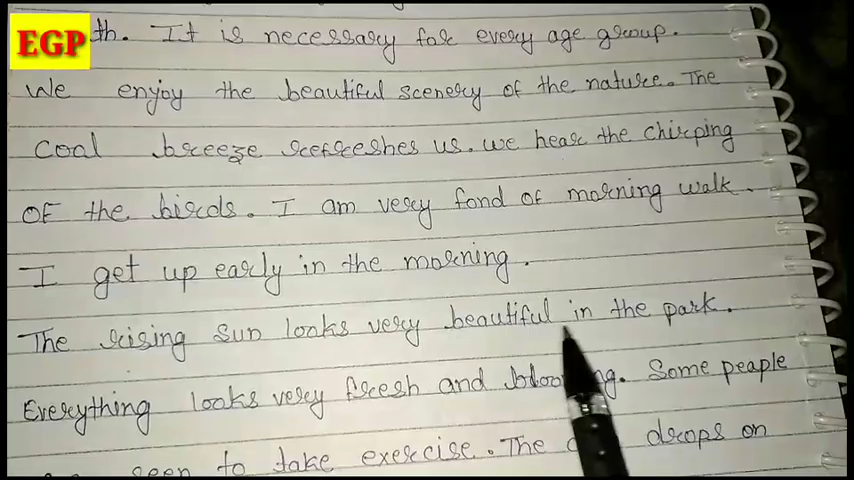 EGP
th. It is necessary for every age group.
We enjoy the beautiful scenery of the nature. The
cool breeze refreshes us. we hear the chirping
of the birds. I am very fond of morning walk.
I get up early in the morning.
The rising sun looks very beautiful in the park.
Everything looks very fresh and bloo ng. Some people
seen to take exercise. The drops on